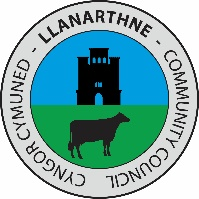 CYNGOR CYMUNED - LLANARTHNE - COMMUNITY COUNCIL